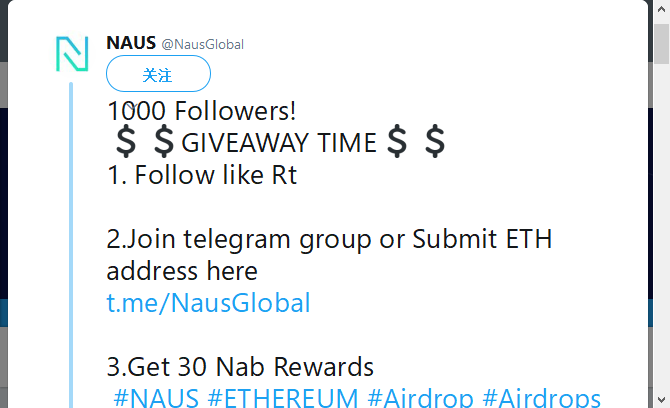 NAUS @NausGlobal
关注
1000 Followers!
💲💲GIVEAWAY TIME💲💲
1. Follow like Rt
2.Join telegram group or Submit ETH
address here
t.me/NausGlobal
3.Get 30 Nab Rewards
#NAUS #ETHEREUM #Airdrop #Airdrops